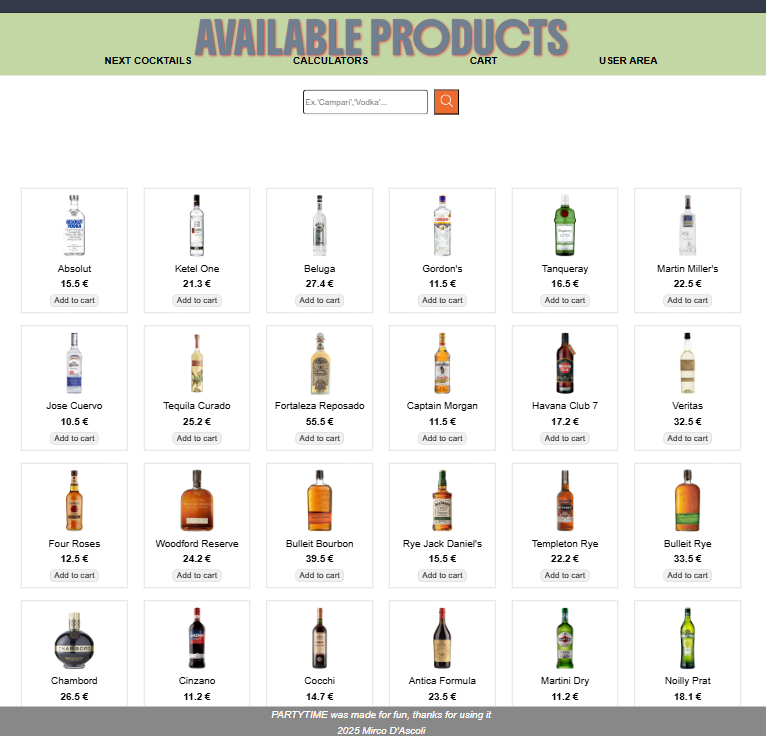 AVAILABLE PRODUCTS
NEXT COCKTAILS CALCULATORS CART USER AREA
Ex.'Campari','Vodka'...
ABSOLUT
VODKA
Absolut Ketel One Beluga Gordon's Tanqueray Martin Miller's
15.5 € 21.3 € 27.4 € 11.5 € 16.5 € 22.5 €
Add to cart Add to cart Add to cart Add to cart Add to cart Add to cart
Jose Cuervo Tequila Curado Fortaleza Reposado Captain Morgan Havana Club 7 Veritas
10.5 € 25.2 € 55.5 € 11.5 € 17.2 € 32.5 €
Add to cart Add to cart Add to cart Add to cart Add to cart Add to cart
Four Roses Woodford Reserve Bulleit Bourbon Rye Jack Daniel's Templeton Rye Bulleit Rye
12.5 € 24.2 € 39.5 € 15.5 € 22.2 € 33.5 €
Add to cart Add to cart Add to cart Add to cart Add to cart Add to cart
CHAMBORD
Chambord Cinzano Cocchi Antica Formula Martini Dry Noilly Prat
26.5 € 11.2 € 14.7 € 23.5 € 11.2 € 18.1 €
PARTYTIME was made for fun, thanks for using it
2025 Mirco D'Ascoli